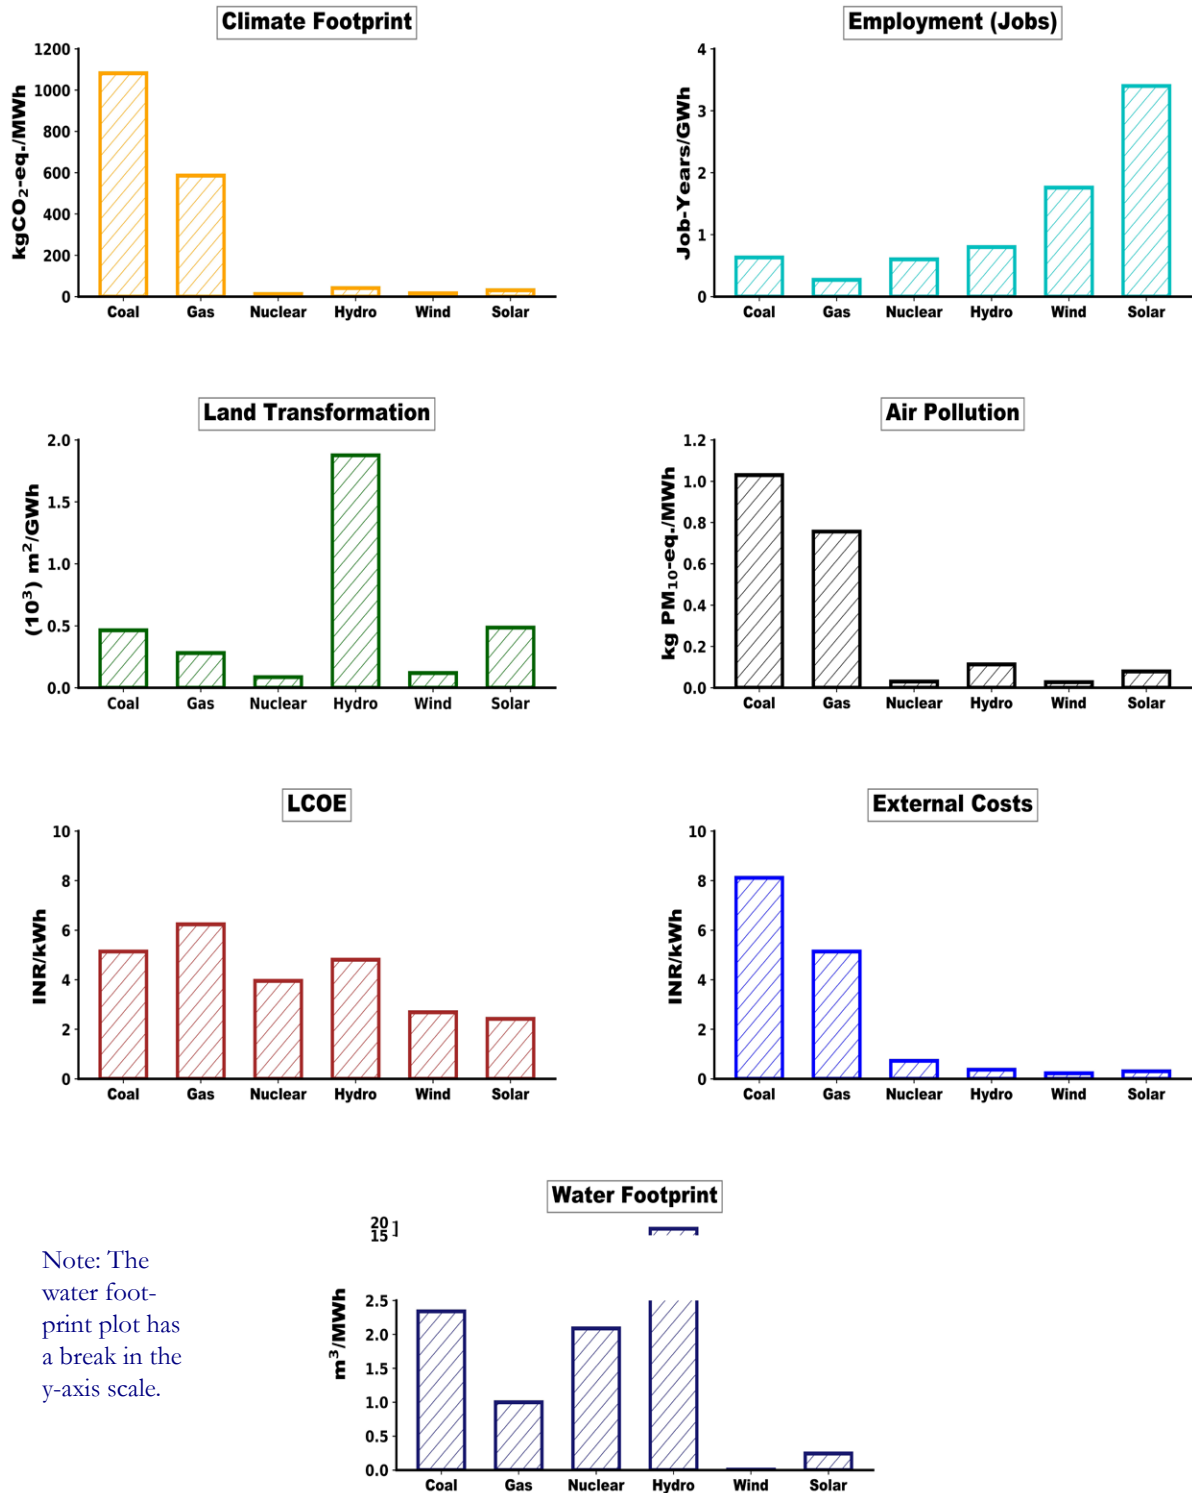 Climate Footprint
kgCO₂-eq./MWh
1200
1000
800
600
400
200
0
Coal Gas Nuclear Hydro Wind Solar
Employment (Jobs)
Job-Years/GWh
4
3
2
1
0
Coal Gas Nuclear Hydro Wind Solar
Land Transformation
(10³) m²/GWh
2.0
1.5
1.0
0.5
0.0
Coal Gas Nuclear Hydro Wind Solar
Air Pollution
kg PM₁₀-eq./MWh
1.2
1.0
0.8
0.6
0.4
0.2
0.0
Coal Gas Nuclear Hydro Wind Solar
LCOE
INR/kWh
10
8
6
4
2
0
Coal Gas Nuclear Hydro Wind Solar
External Costs
INR/kWh
10
8
6
4
2
0
Coal Gas Nuclear Hydro Wind Solar
Water Footprint
m³/MWh
20
15
2.5
2.0
1.5
1.0
0.5
0.0
Coal Gas Nuclear Hydro Wind Solar
Note: The
water foot-
print plot has
a break in the
y-axis scale.